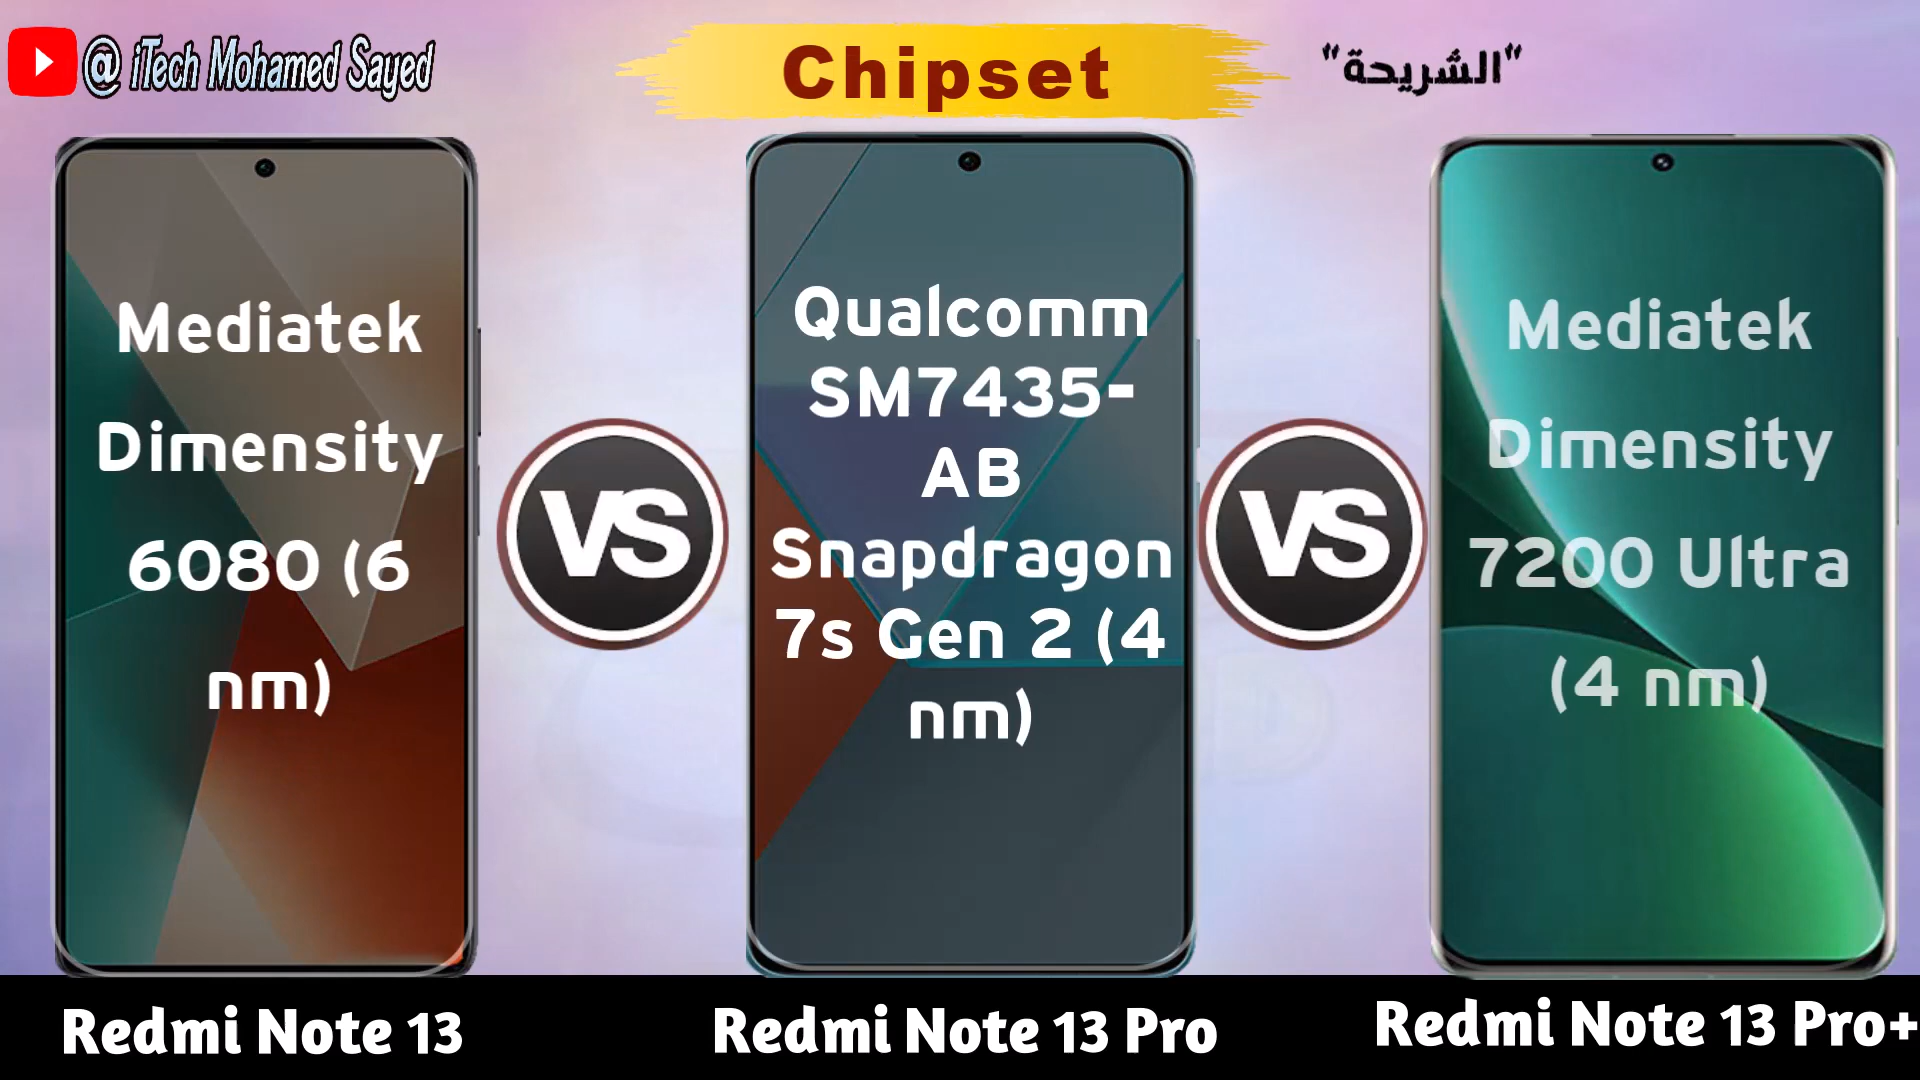 @ iTech Mohamed Sayed
Chipset
"الشريحة"
Mediatek
Dimensity
6080 (6
nm)
VS
Qualcomm
SM7435-
AB
Snapdragon
7s Gen 2 (4
nm)
VS
Mediatek
Dimensity
7200 Ultra
(4 nm)
Redmi Note 13
Redmi Note 13 Pro
Redmi Note 13 Pro+